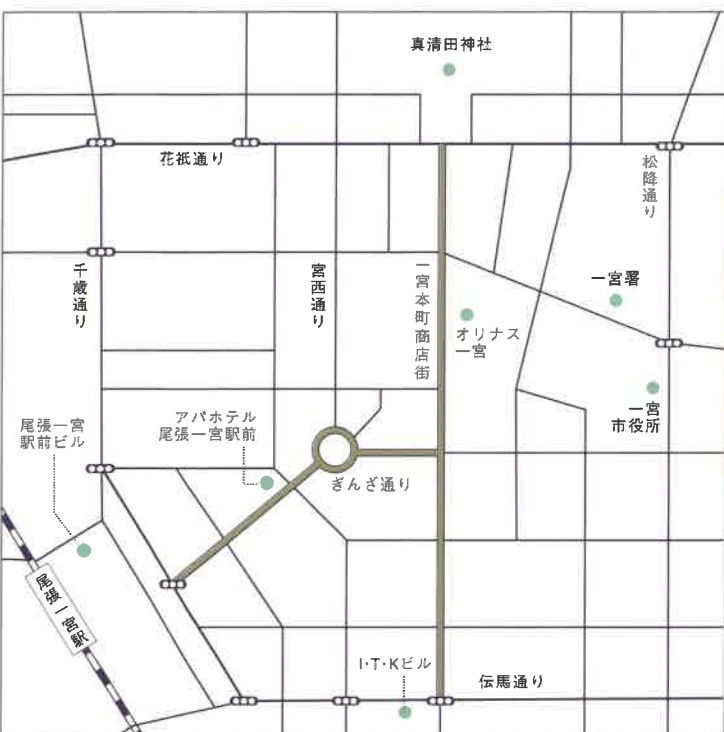 真清田神社
花祇通り
松降通り
千歳通り
宮西通り
一宮本町商店街
一宮署
オリナス
一宮
一宮
市役所
尾張一宮
駅前ビル
アパホテル
尾張一宮駅前
ぎんざ通り
尾張一宮駅
I・T・Kビル
伝馬通り